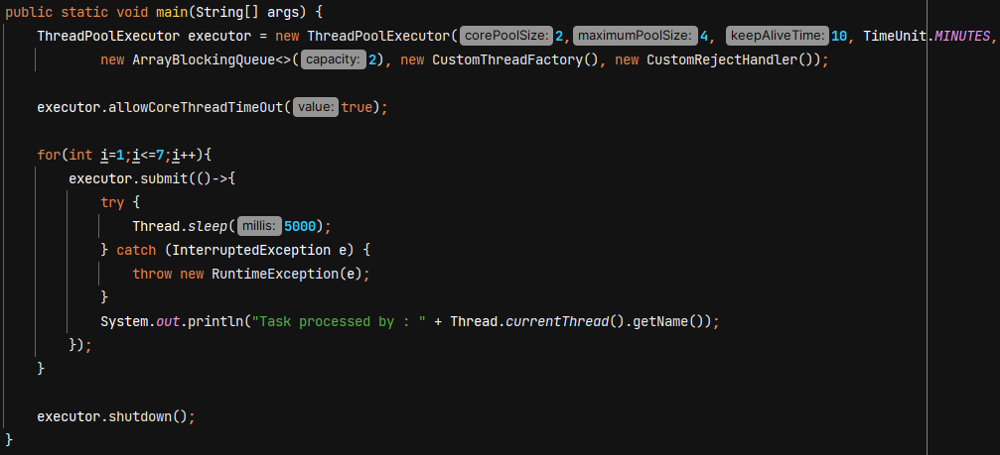 public static void main(String[] args) {
    ThreadPoolExecutor executor = new ThreadPoolExecutor( corePoolSize: 2, maximumPoolSize: 4, keepAliveTime: 10, TimeUnit.MINUTES,
            new ArrayBlockingQueue<>( capacity: 2), new CustomThreadFactory(), new CustomRejectHandler());
    executor.allowCoreThreadTimeOut( value: true);
    for(int i=1;i<=7;i++){
        executor.submit(()->{
            try {
                Thread.sleep( millis: 5000);
            } catch (InterruptedException e) {
                throw new RuntimeException(e);
            }
            System.out.println("Task processed by : " + Thread.currentThread().getName());
        });
    }
    executor.shutdown();
}